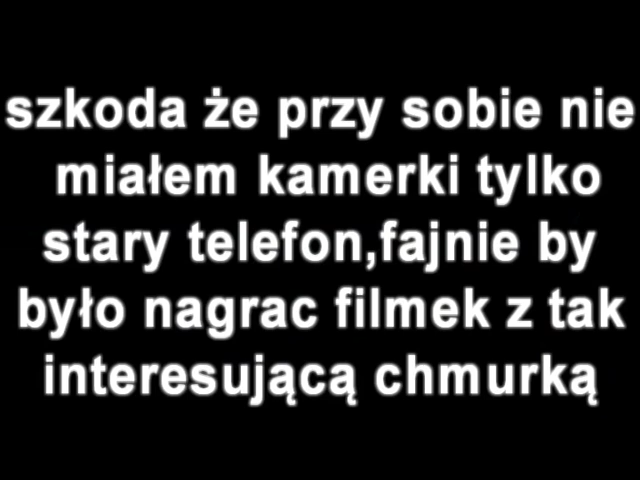 szkoda że przy sobie nie
miałem kamerki tylko
stary telefon,fajnie by
było nagrac filmek z tak
interesującą chmurką